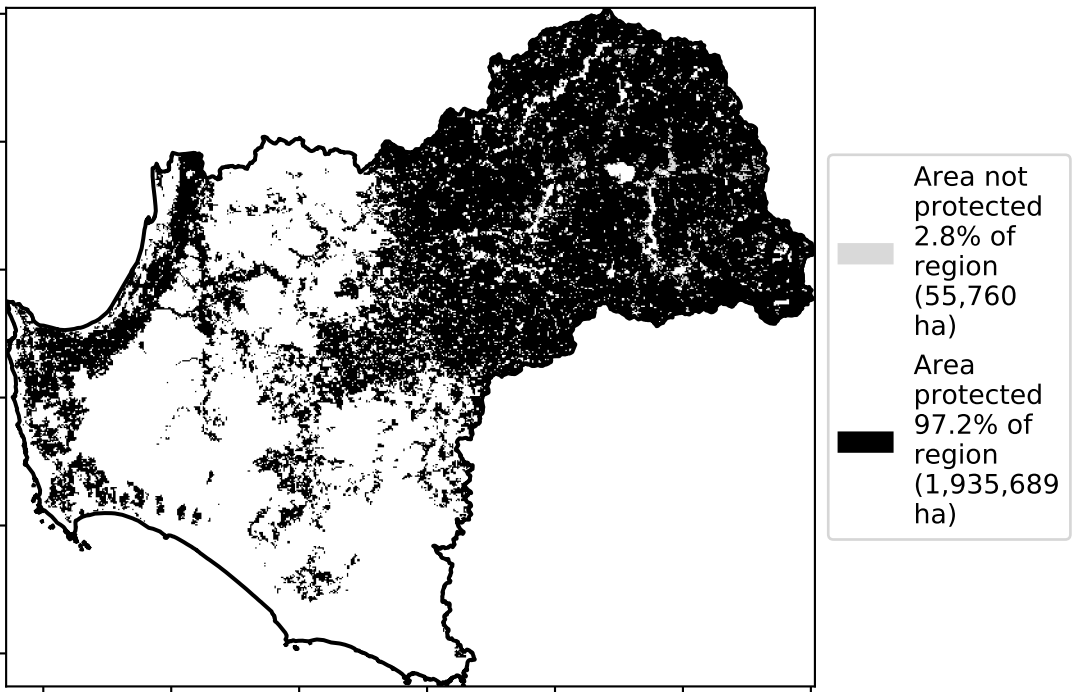 Area not
protected
2.8% of
region
(55,760
ha)
Area
protected
97.2% of
region
(1,935,689
ha)